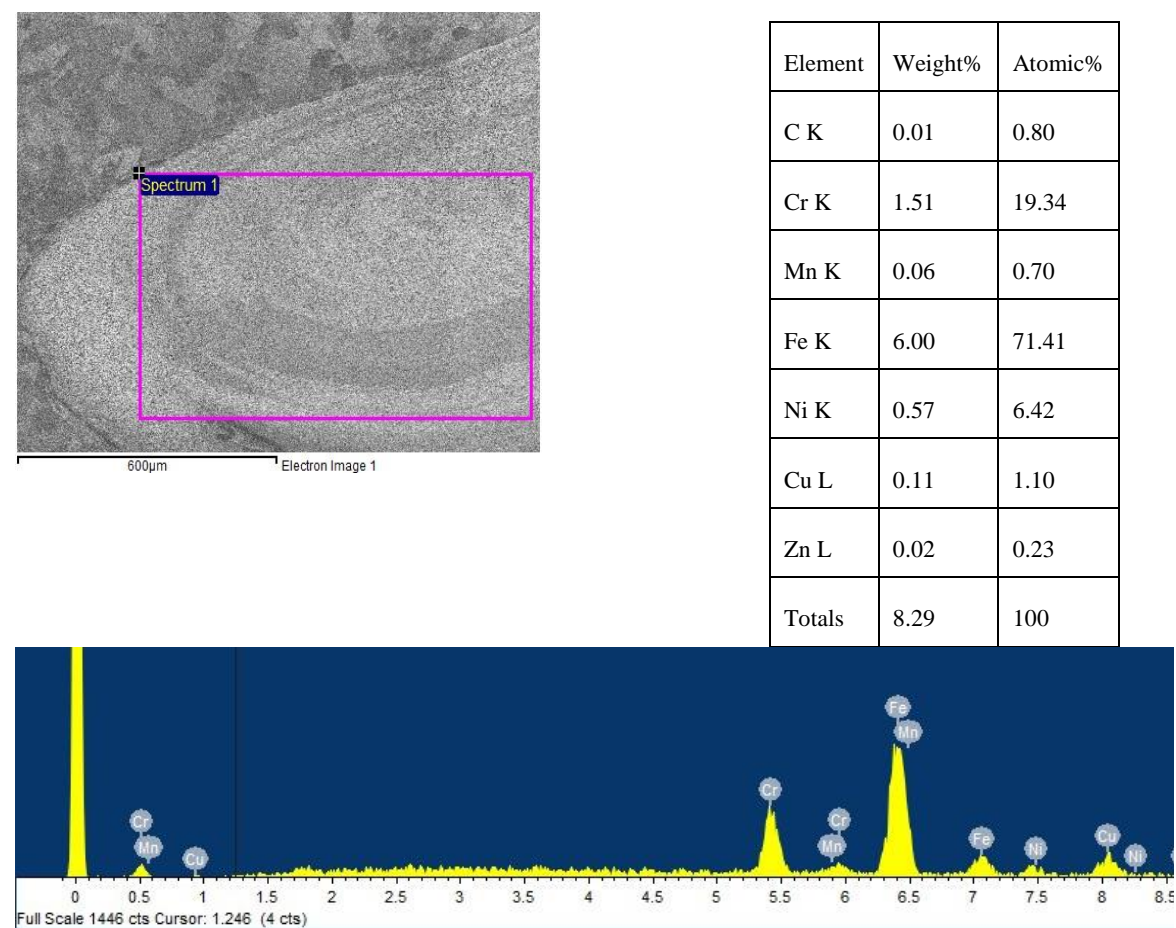 Spectrum 1
600µm
Electron Image 1
Element Weight% Atomic%
C K 0.01 0.80
Cr K 1.51 19.34
Mn K 0.06 0.70
Fe K 6.00 71.41
Ni K 0.57 6.42
Cu L 0.11 1.10
Zn L 0.02 0.23
Totals 8.29 100
Fe
Mn
Cr
Cr
Cr
Mn
Mn
Cu
Fe
Ni
Cu
Ni
0 0.5 1 1.5 2 2.5 3 3.5 4 4.5 5 5.5 6 6.5 7 7.5 8 8.5
Full Scale 1446 cts Cursor: 1.246 (4 cts)